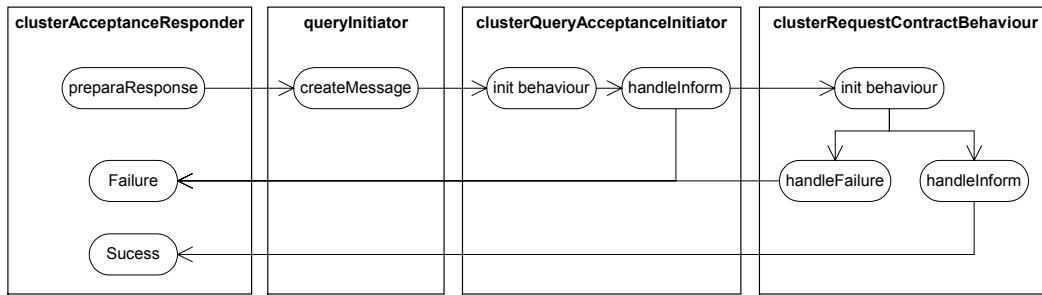 clusterAcceptanceResponder
queryInitiator
clusterQueryAcceptanceInitiator
clusterRequestContractBehaviour
preparaResponse
createMessage
init behaviour
handleInform
init behaviour
Failure
handleFailure
handleInform
Sucess